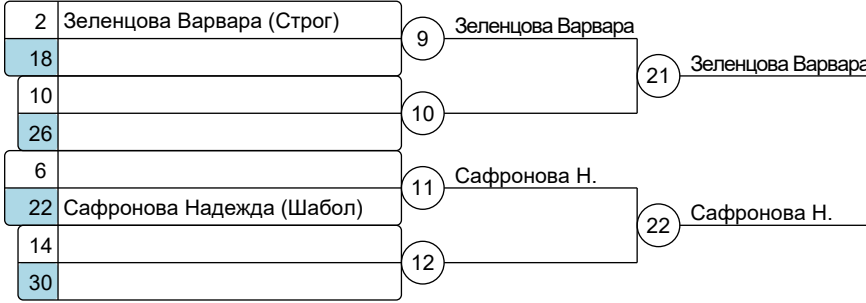 2 Зеленцова Варвара (Строг)
9 Зеленцова Варвара
18
21 Зеленцова Варвара
10
10
26
6
11 Сафронова Н.
22 Сафронова Надежда (Шабол)
22 Сафронова Н.
14
12
30